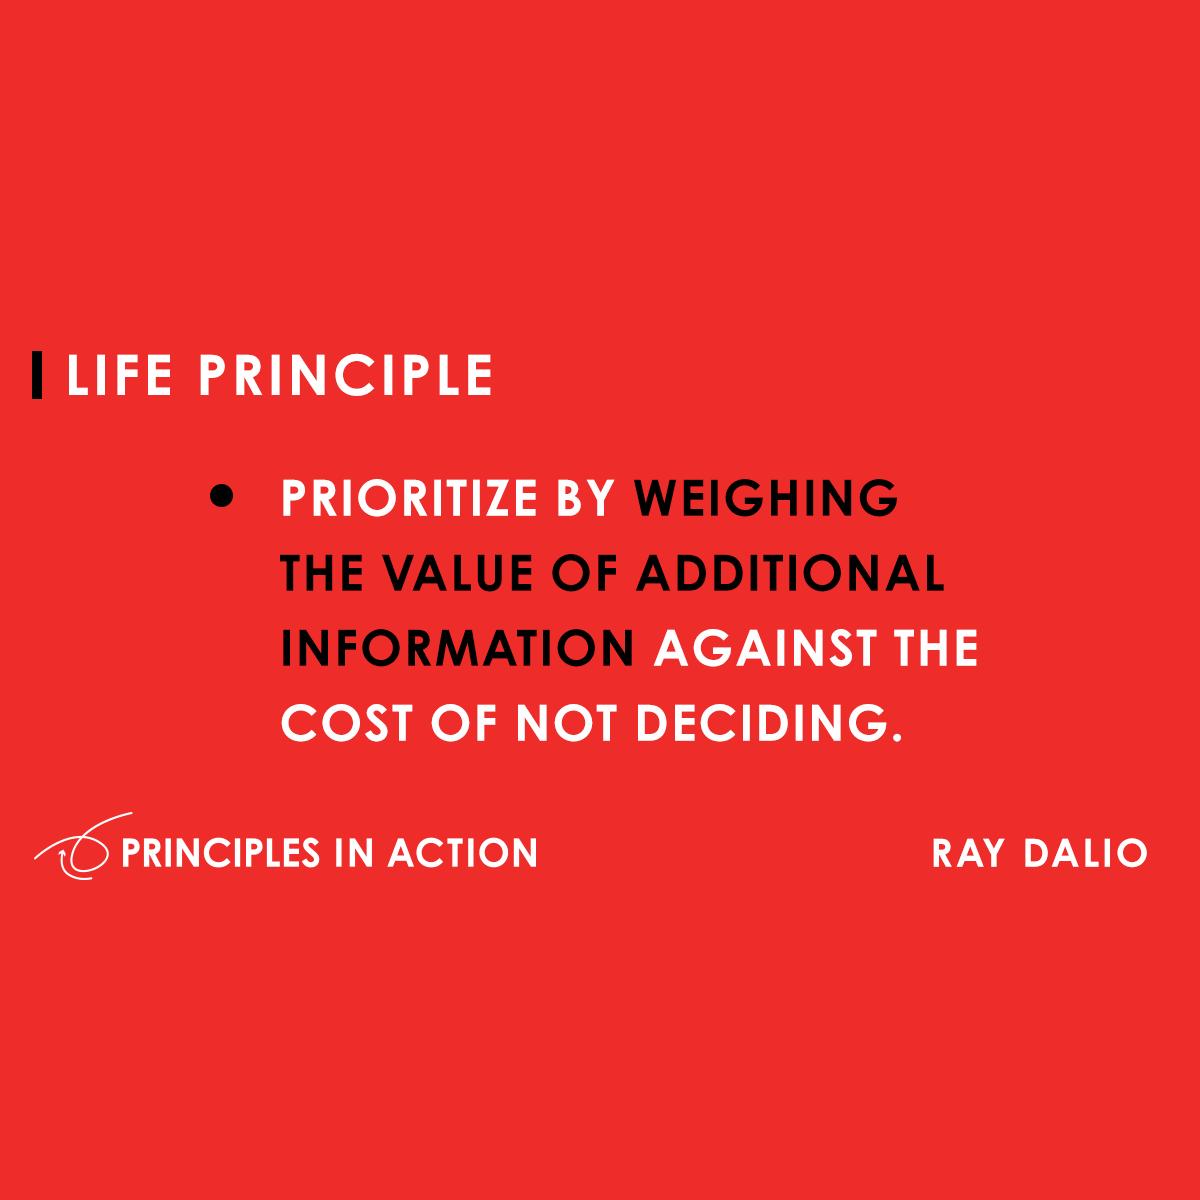 LIFE PRINCIPLE
• PRIORITIZE BY WEIGHING
THE VALUE OF ADDITIONAL
INFORMATION AGAINST THE
COST OF NOT DECIDING.
PRINCIPLES IN ACTION
RAY DALIO